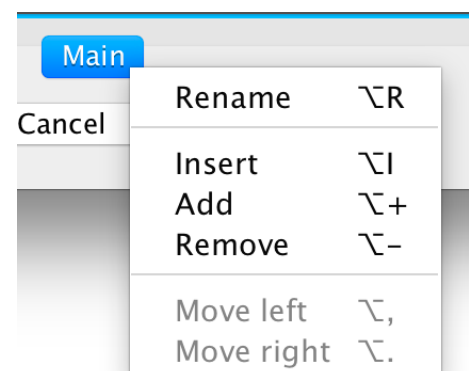 Main
Cancel
Rename ⌥R
Insert ⌥I
Add ⌥+
Remove ⌥-
Move left ⌥,
Move right ⌥.